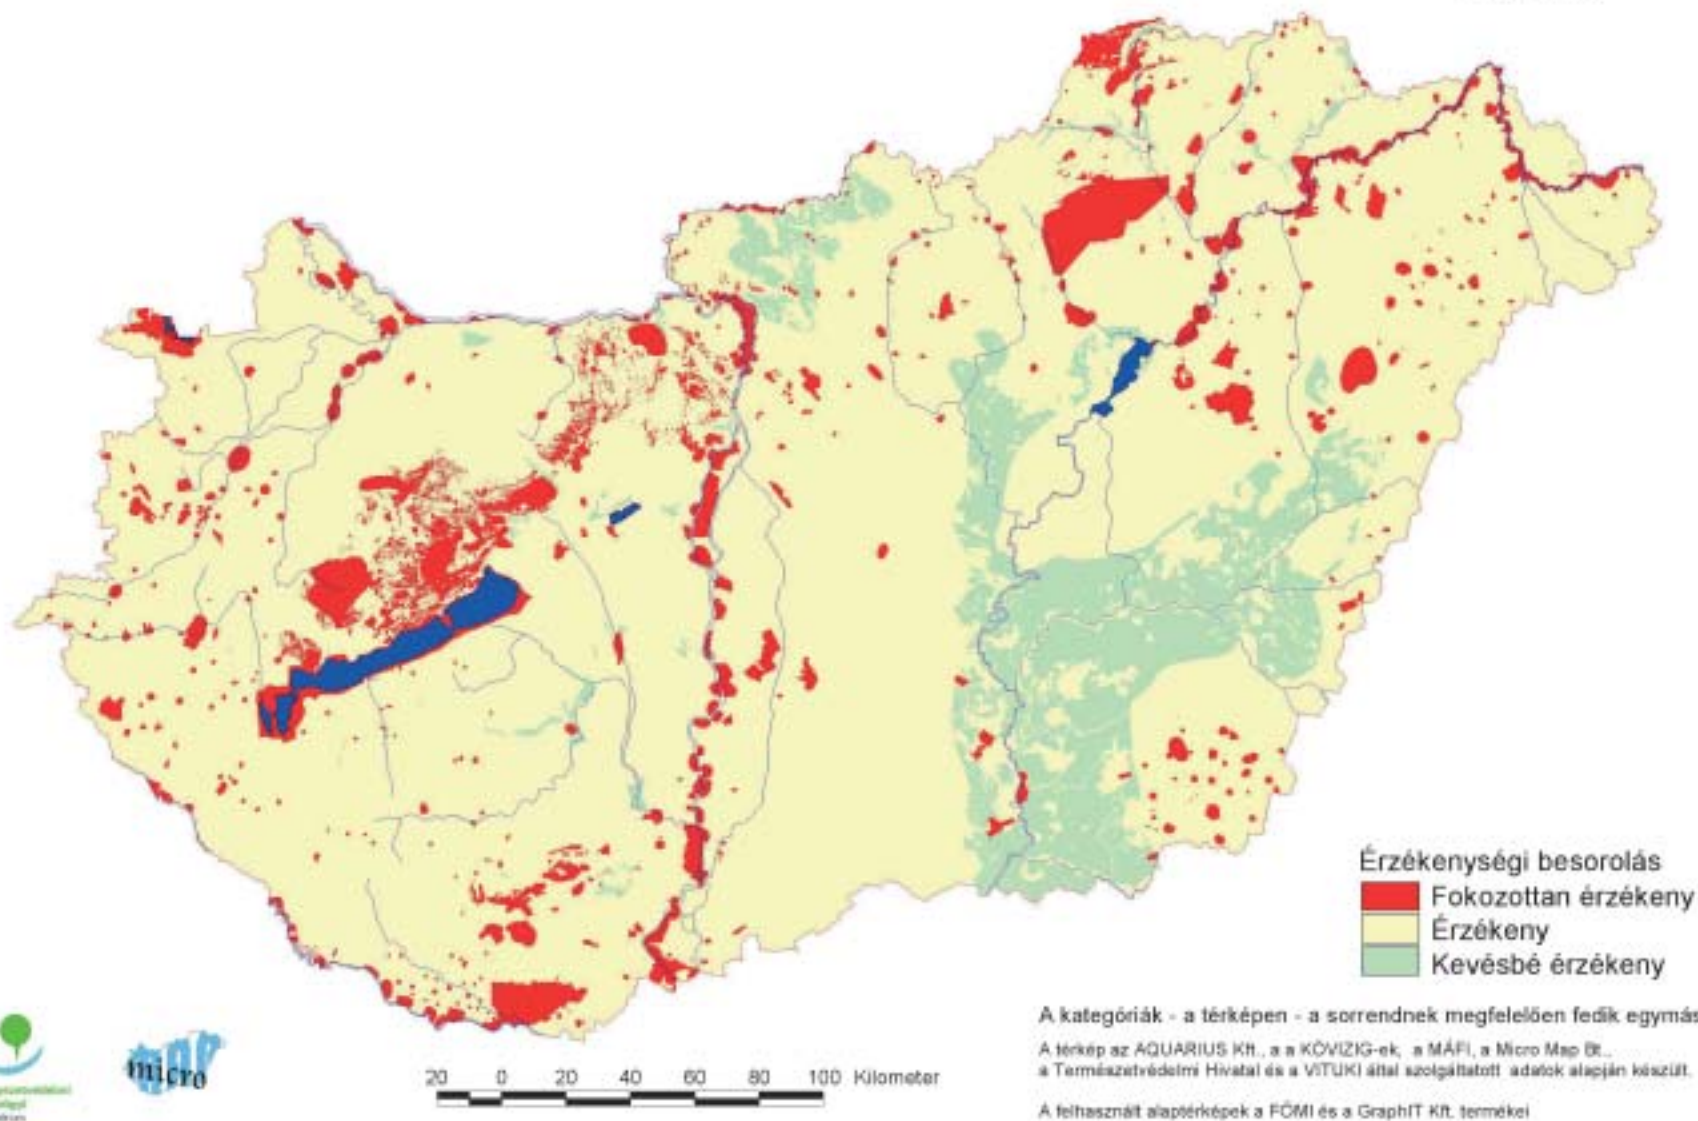 Érzékenységi besorolás
Fokozottan érzékeny
Érzékeny
Kevésbé érzékeny
A kategóriák - a térképen - a sorrendnek megfelelően fedik egymás
A térkép az AQUARIUS Kft., a a KÖVIZIG-ek, a MÁFI, a Micro Map Bt.,
a Természetvédelmi Hivatal és a VITUKI által szolgáltatott adatok alapján készült.
A felhasznált alaptérképek a FÖMI és a GraphIT Kft. termékei
20 0 20 40 60 80 100 Kilometer
micro